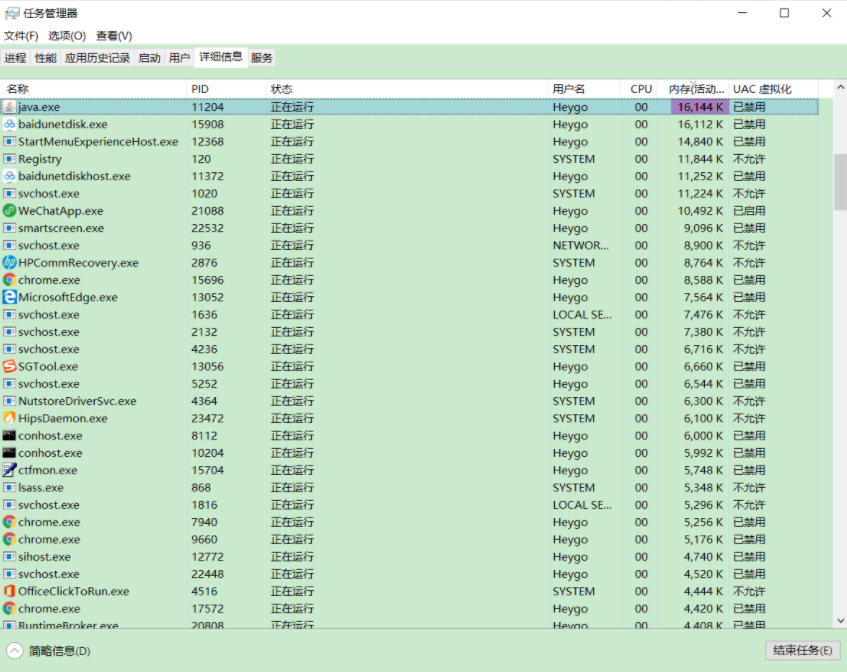 任务管理器
文件(F) 选项(O) 查看(V)
进程 性能 应用历史记录 启动 用户 详细信息 服务
名称 PID 状态 用户名 CPU 内存(活动... UAC 虚拟化
java.exe 11204 正在运行 Heygo 00 16,144 K 已禁用
baidunetdisk.exe 15908 正在运行 Heygo 00 16,112 K 已禁用
StartMenuExperienceHost.exe 12368 正在运行 Heygo 00 14,840 K 已禁用
Registry 120 正在运行 SYSTEM 00 11,844 K 不允许
baidunetdiskhost.exe 11372 正在运行 Heygo 00 11,252 K 已禁用
svchost.exe 1020 正在运行 SYSTEM 00 11,224 K 不允许
WeChatApp.exe 21088 正在运行 Heygo 00 10,492 K 已启用
smartscreen.exe 22532 正在运行 Heygo 00 9,096 K 已禁用
svchost.exe 936 正在运行 NETWOR... 00 8,900 K 不允许
HPCommRecovery.exe 2876 正在运行 SYSTEM 00 8,764 K 不允许
chrome.exe 15696 正在运行 Heygo 00 8,588 K 已禁用
MicrosoftEdge.exe 13052 正在运行 Heygo 00 7,564 K 已禁用
svchost.exe 1636 正在运行 LOCAL SE... 00 7,476 K 不允许
svchost.exe 2132 正在运行 SYSTEM 00 7,380 K 不允许
svchost.exe 4236 正在运行 SYSTEM 00 6,716 K 不允许
SGTool.exe 13056 正在运行 Heygo 00 6,660 K 已禁用
svchost.exe 5252 正在运行 Heygo 00 6,544 K 已禁用
NutstoreDriverSvc.exe 4364 正在运行 SYSTEM 00 6,300 K 不允许
HipsDaemon.exe 23472 正在运行 SYSTEM 00 6,100 K 不允许
conhost.exe 8112 正在运行 Heygo 00 6,000 K 已禁用
conhost.exe 10204 正在运行 Heygo 00 5,992 K 已禁用
ctfmon.exe 15704 正在运行 Heygo 00 5,748 K 已禁用
lsass.exe 868 正在运行 SYSTEM 00 5,348 K 不允许
svchost.exe 1816 正在运行 LOCAL SE... 00 5,296 K 不允许
chrome.exe 7940 正在运行 Heygo 00 5,256 K 已禁用
chrome.exe 9660 正在运行 Heygo 00 5,176 K 已禁用
sihost.exe 12772 正在运行 Heygo 00 4,740 K 已禁用
svchost.exe 22448 正在运行 Heygo 00 4,520 K 已禁用
OfficeClickToRun.exe 4516 正在运行 SYSTEM 00 4,444 K 不允许
chrome.exe 17572 正在运行 Heygo 00 4,420 K 已禁用
RuntimeBroker.exe 20808 正在运行 Heygo 00 4,408 K 已禁用
简略信息(D) 结束任务(E)